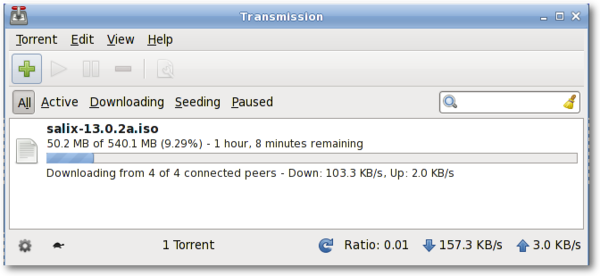 Transmission
Torrent Edit View Help
All Active Downloading Seeding Paused
salix-13.0.2a.iso
50.2 MB of 540.1 MB (9.29%) - 1 hour, 8 minutes remaining
Downloading from 4 of 4 connected peers - Down: 103.3 KB/s, Up: 2.0 KB/s
1 Torrent Ratio: 0.01 157.3 KB/s 3.0 KB/s